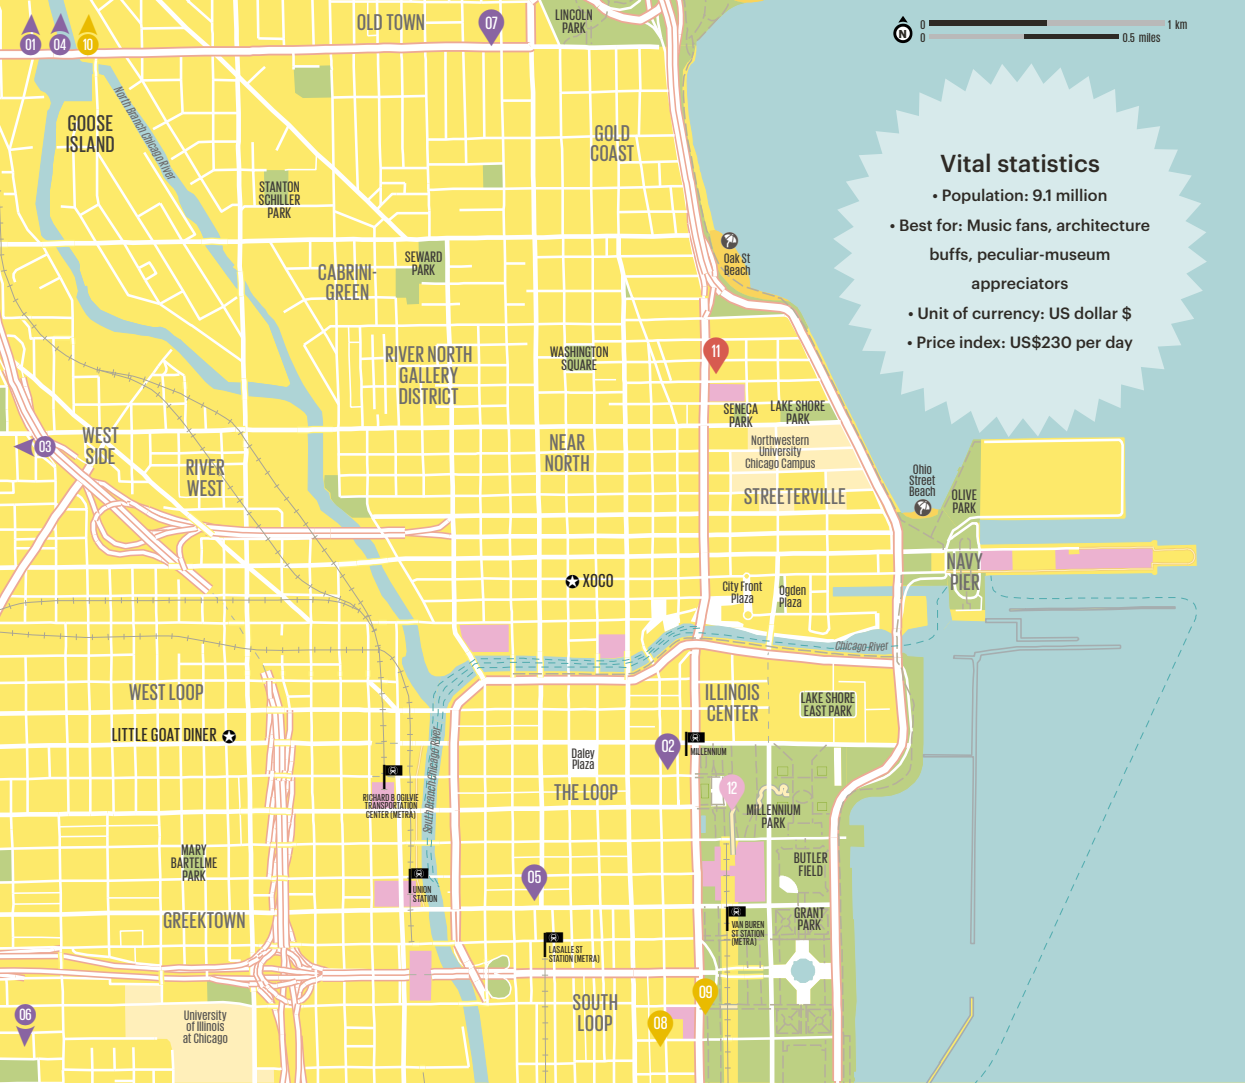 01
04
10
OLD TOWN
07
LINCOLN
PARK
N
0
1 km
0
0.5 miles
GOOSE
ISLAND
North Branch Chicago River
GOLD
COAST
Vital statistics
• Population: 9.1 million
• Best for: Music fans, architecture
buffs, peculiar-museum
appreciators
• Unit of currency: US dollar $
• Price index: US$230 per day
STANTON
SCHILLER
PARK
SEWARD
PARK
CABRINI-
GREEN
Oak St
Beach
RIVER NORTH
GALLERY
DISTRICT
WASHINGTON
SQUARE
11
SENECA
PARK
LAKE SHORE
PARK
03
WEST
SIDE
RIVER
WEST
NEAR
NORTH
Northwestern
University
Chicago Campus
STREETERVILLE
Ohio
Street
Beach
OLIVE
PARK
NAVY
PIER
XOCO
City Front
Plaza
Ogden
Plaza
Chicago River
WEST LOOP
LITTLE GOAT DINER
ILLINOIS
CENTER
LAKE SHORE
EAST PARK
02
MILLENNIUM
Daley
Plaza
THE LOOP
South Branch Chicago River
RICHARD B OGILVIE
TRANSPORTATION
CENTER (METRA)
12
MILLENNIUM
PARK
MARY
BARTELME
PARK
BUTLER
FIELD
05
UNION
STATION
GREEKTOWN
GRANT
PARK
VAN BUREN
ST STATION
(METRA)
LASALLE ST
STATION (METRA)
06
University
of Illinois
at Chicago
SOUTH
LOOP
09
08